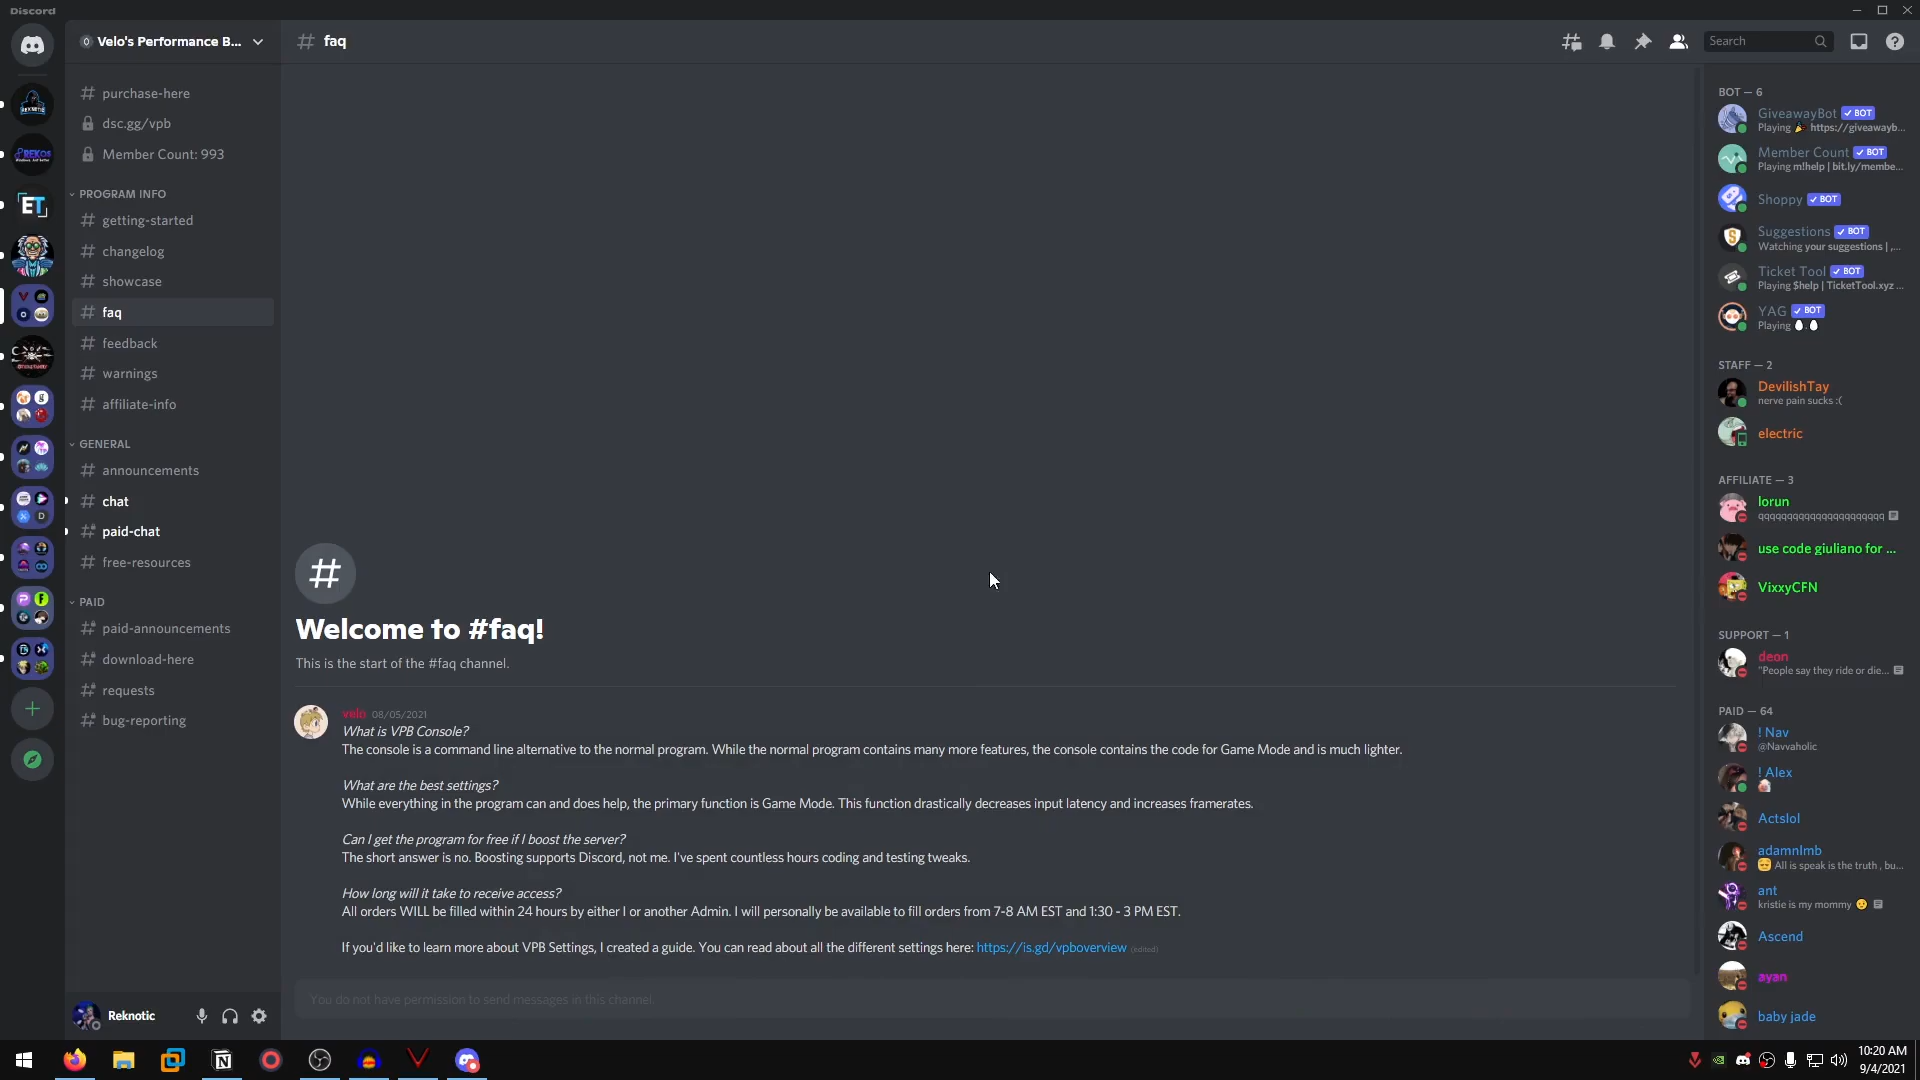 Discord
Velo's Performance B...
# faq
Search
# purchase-here
dsc.gg/vpb
Member Count: 993
PROGRAM INFO
# getting-started
# changelog
# showcase
# faq
# feedback
# warnings
# affiliate-info
GENERAL
# announcements
# chat
# paid-chat
# free-resources
PAID
# paid-announcements
# download-here
# requests
# bug-reporting
Reknotic
Welcome to #faq!
This is the start of the #faq channel.
velo 08/05/2021
What is VPB Console?
The console is a command line alternative to the normal program. While the normal program contains many more features, the console contains the code for Game Mode and is much lighter.
What are the best settings?
While everything in the program can and does help, the primary function is Game Mode. This function drastically decreases input latency and increases framerates.
Can I get the program for free if I boost the server?
The short answer is no. Boosting supports Discord, not me. I've spent countless hours coding and testing tweaks.
How long will it take to receive access?
All orders WILL be filled within 24 hours by either I or another Admin. I will personally be available to fill orders from 7-8 AM EST and 1:30 - 3 PM EST.
If you'd like to learn more about VPB Settings, I created a guide. You can read about all the different settings here: https://is.gd/vpboverview (edited)
You do not have permission to send messages in this channel.
BOT — 6
GiveawayBot ✓ BOT
Playing 🎉 https://giveawayb...
Member Count ✓ BOT
Playing m!help | bit.ly/membe...
Shoppy ✓ BOT
Suggestions ✓ BOT
Watching your suggestions | ,...
Ticket Tool ✓ BOT
Playing $help | TicketTool.xyz ...
YAG ✓ BOT
Playing
STAFF — 2
DevilishTay
nerve pain sucks :(
electric
AFFILIATE — 3
lorun
use code giuliano for ...
VixxyCFN
SUPPORT — 1
deon
"People say they ride or die...
PAID — 64
! Nav
@Navvaholic
! Alex
Actslol
adamnlmb
All is speak is the truth , bu...
ant
kristie is my mommy
Ascend
ayan
baby jade
ET
10:20 AM
9/4/2021